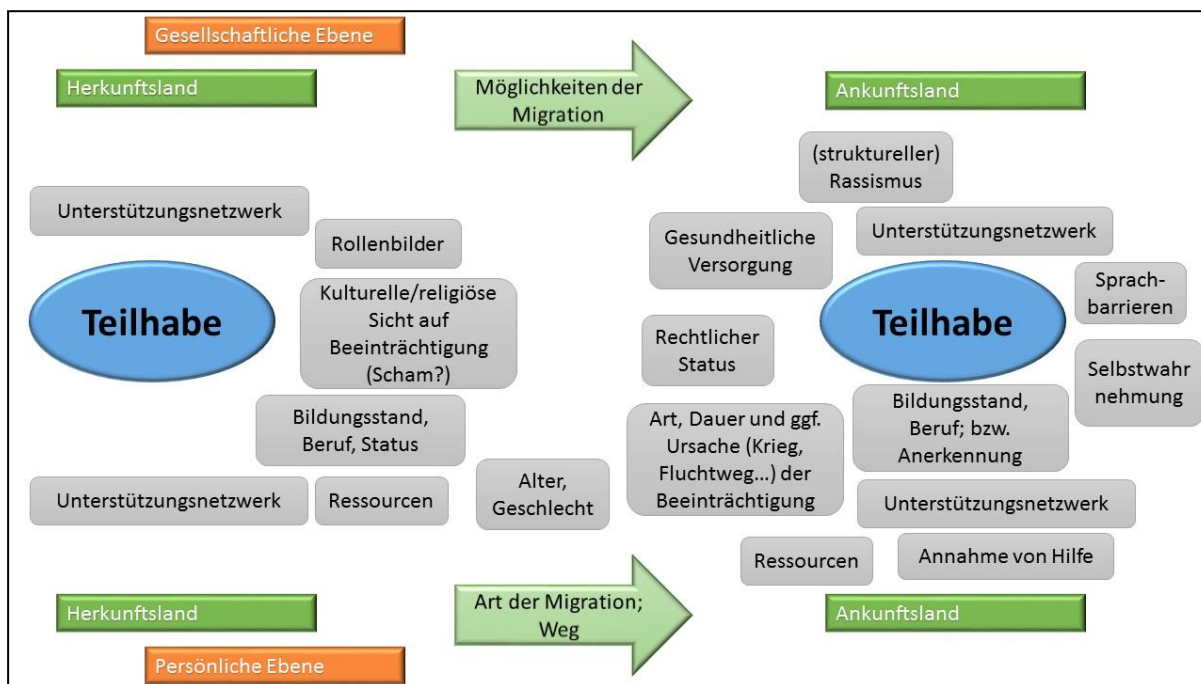 Gesellschaftliche Ebene
Herkunftsland
Möglichkeiten der
Migration
Ankunftsland
(struktureller)
Rassismus
Unterstützungsnetzwerk
Rollenbilder
Gesundheitliche
Versorgung
Unterstützungsnetzwerk
Teilhabe
Kulturelle/religiöse
Sicht auf
Beeinträchtigung
(Scham?)
Rechtlicher
Status
Teilhabe
Sprach-
barrieren
Selbstwahr
nehmung
Bildungsstand,
Beruf, Status
Art, Dauer und ggf.
Ursache (Krieg,
Fluchtweg...) der
Beeinträchtigung
Bildungsstand,
Beruf; bzw.
Anerkennung
Unterstützungsnetzwerk
Ressourcen
Alter,
Geschlecht
Unterstützungsnetzwerk
Ressourcen
Annahme von Hilfe
Herkunftsland
Art der Migration;
Weg
Ankunftsland
Persönliche Ebene